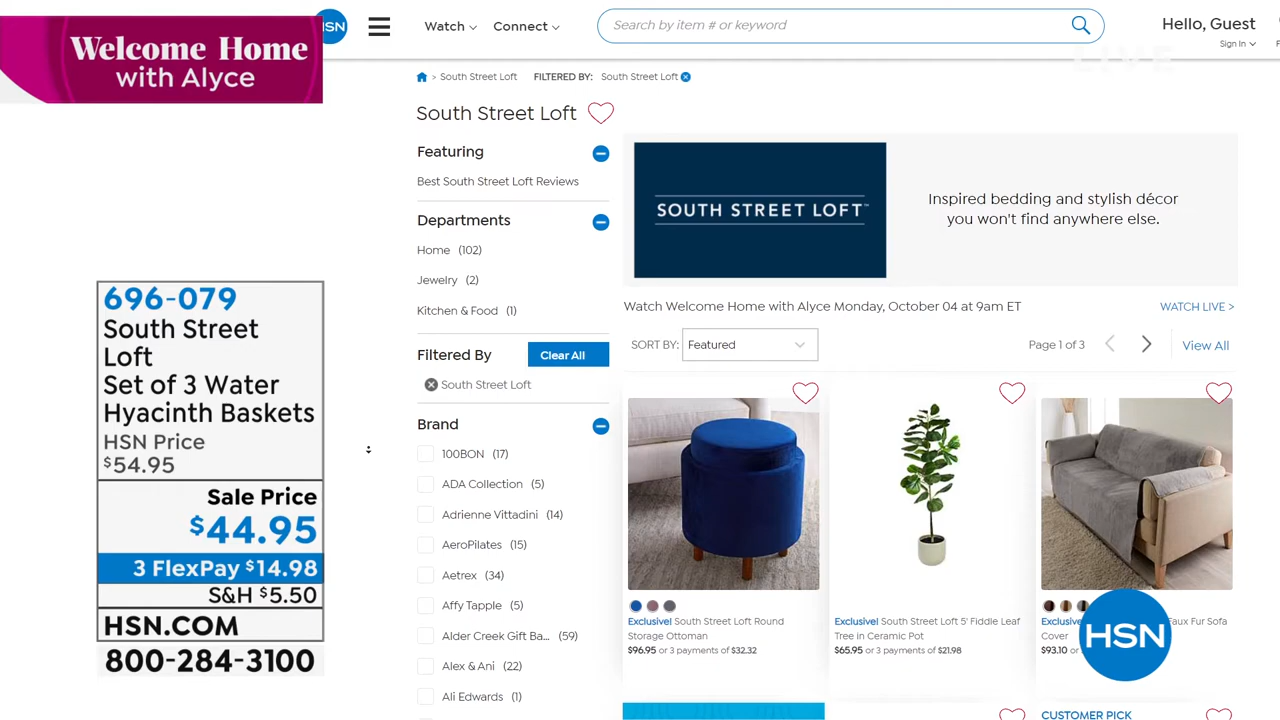 Welcome Home
with Alyce
HSN
Watch
Connect
Search by item # or keyword
Hello, Guest
Sign In
LIVE
> South Street Loft
FILTERED BY:
South Street Loft
South Street Loft
Featuring
Best South Street Loft Reviews
Departments
Home (102)
Jewelry (2)
Kitchen & Food (1)
Filtered By
Clear All
South Street Loft
Brand
100BON (17)
ADA Collection (5)
Adrienne Vittadini (14)
AeroPilates (15)
Aetrex (34)
Affy Tapple (5)
Alder Creek Gift Ba... (59)
Alex & Ani (22)
Ali Edwards (1)
SOUTH STREET LOFT™
Inspired bedding and stylish décor
you won't find anywhere else.
Watch Welcome Home with Alyce Monday, October 04 at 9am ET
WATCH LIVE >
SORT BY:
Featured
Page 1 of 3
View All
Exclusive! South Street Loft Round
Storage Ottoman
$96.95 or 3 payments of $32.32
Exclusive! South Street Loft 5' Fiddle Leaf
Tree in Ceramic Pot
$65.95 or 3 payments of $21.98
Faux Fur Sofa
Cover
$93.10 or
CUSTOMER PICK
HSN
696-079
South Street
Loft
Set of 3 Water
Hyacinth Baskets
HSN Price
$54.95
Sale Price
$44.95
3 FlexPay $14.98
S&H $5.50
HSN.COM
800-284-3100